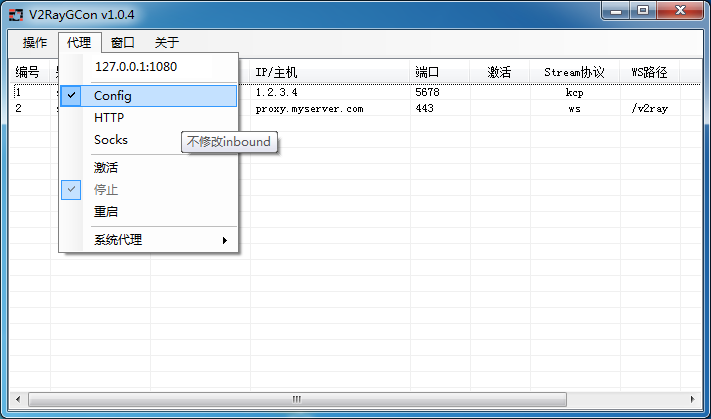 V2RayGCon v1.0.4
操作 代理 窗口 关于
编号 IP/主机 端口 激活 Stream协议 WS路径
1 1.2.3.4 5678 kcp
2 proxy.myserver.com 443 ws /v2ray
127.0.0.1:1080
Config
HTTP
Socks
不修改inbound
激活
停止
重启
系统代理